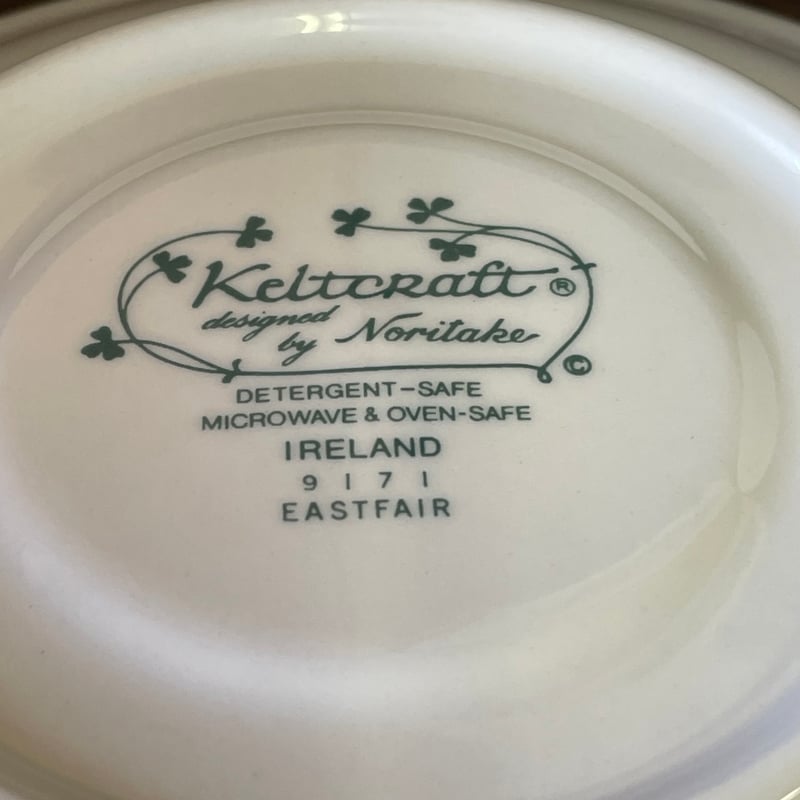 Keltcraft ®
designed
by Noritake
©
DETERGENT-SAFE
MICROWAVE & OVEN-SAFE
IRELAND
9171
EASTFAIR